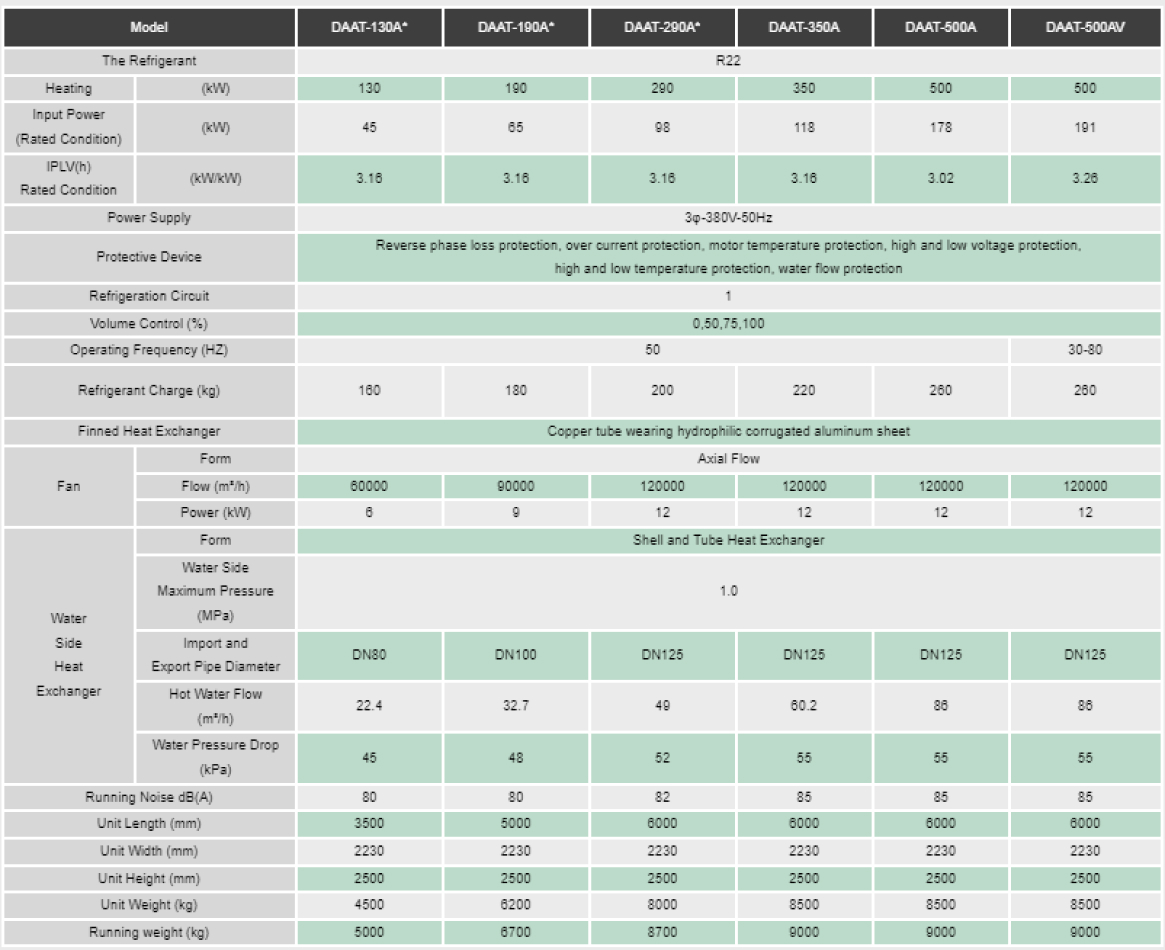 Model DAAT-130A* DAAT-190A* DAAT-290A* DAAT-350A DAAT-500A DAAT-500AV
The Refrigerant R22
Heating (kW) 130 190 290 350 500 500
Input Power
(Rated Condition) (kW) 45 65 98 118 178 191
IPLV(h)
Rated Condition (kW/kW) 3.16 3.16 3.16 3.16 3.02 3.26
Power Supply 3φ-380V-50Hz
Protective Device
Reverse phase loss protection, over current protection, motor temperature protection, high and low voltage protection,
high and low temperature protection, water flow protection
Refrigeration Circuit 1
Volume Control (%) 0,50,75,100
Operating Frequency (HZ) 50 30-80
Refrigerant Charge (kg) 160 180 200 220 260 260
Finned Heat Exchanger Copper tube wearing hydrophilic corrugated aluminum sheet
Fan
Form Axial Flow
Flow (m³/h) 60000 90000 120000 120000 120000 120000
Power (kW) 6 9 12 12 12 12
Water
Side
Heat
Exchanger
Form Shell and Tube Heat Exchanger
Water Side
Maximum Pressure
(MPa) 1.0
Import and
Export Pipe Diameter DN80 DN100 DN125 DN125 DN125 DN125
Hot Water Flow
(m³/h) 22.4 32.7 49 60.2 86 86
Water Pressure Drop
(kPa) 45 48 52 55 55 55
Running Noise dB(A) 80 80 82 85 85 85
Unit Length (mm) 3500 5000 6000 6000 6000 6000
Unit Width (mm) 2230 2230 2230 2230 2230 2230
Unit Height (mm) 2500 2500 2500 2500 2500 2500
Unit Weight (kg) 4500 6200 8000 8500 8500 8500
Running weight (kg) 5000 6700 8700 9000 9000 9000